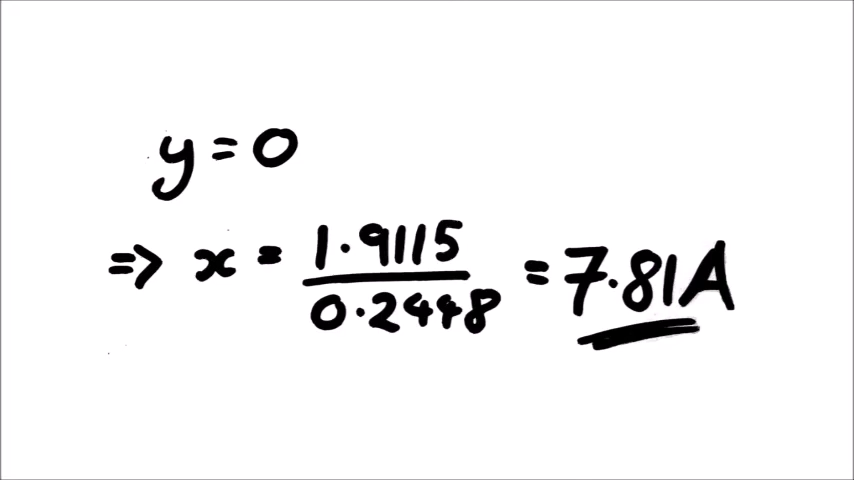 y = 0
⇒ x = 1.9115 / 0.2448 = 7.81A